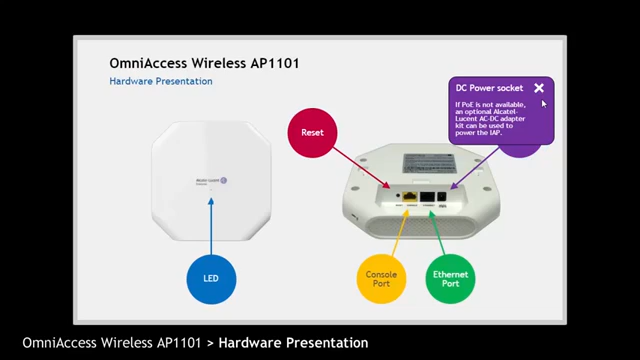 OmniAccess Wireless AP1101
Hardware Presentation
DC Power socket
If PoE is not available,
an optional Alcatel-
Lucent AC-DC adapter
kit can be used to
power the IAP.
Reset
LED
Console
Port
Ethernet
Port
OmniAccess Wireless AP1101 > Hardware Presentation